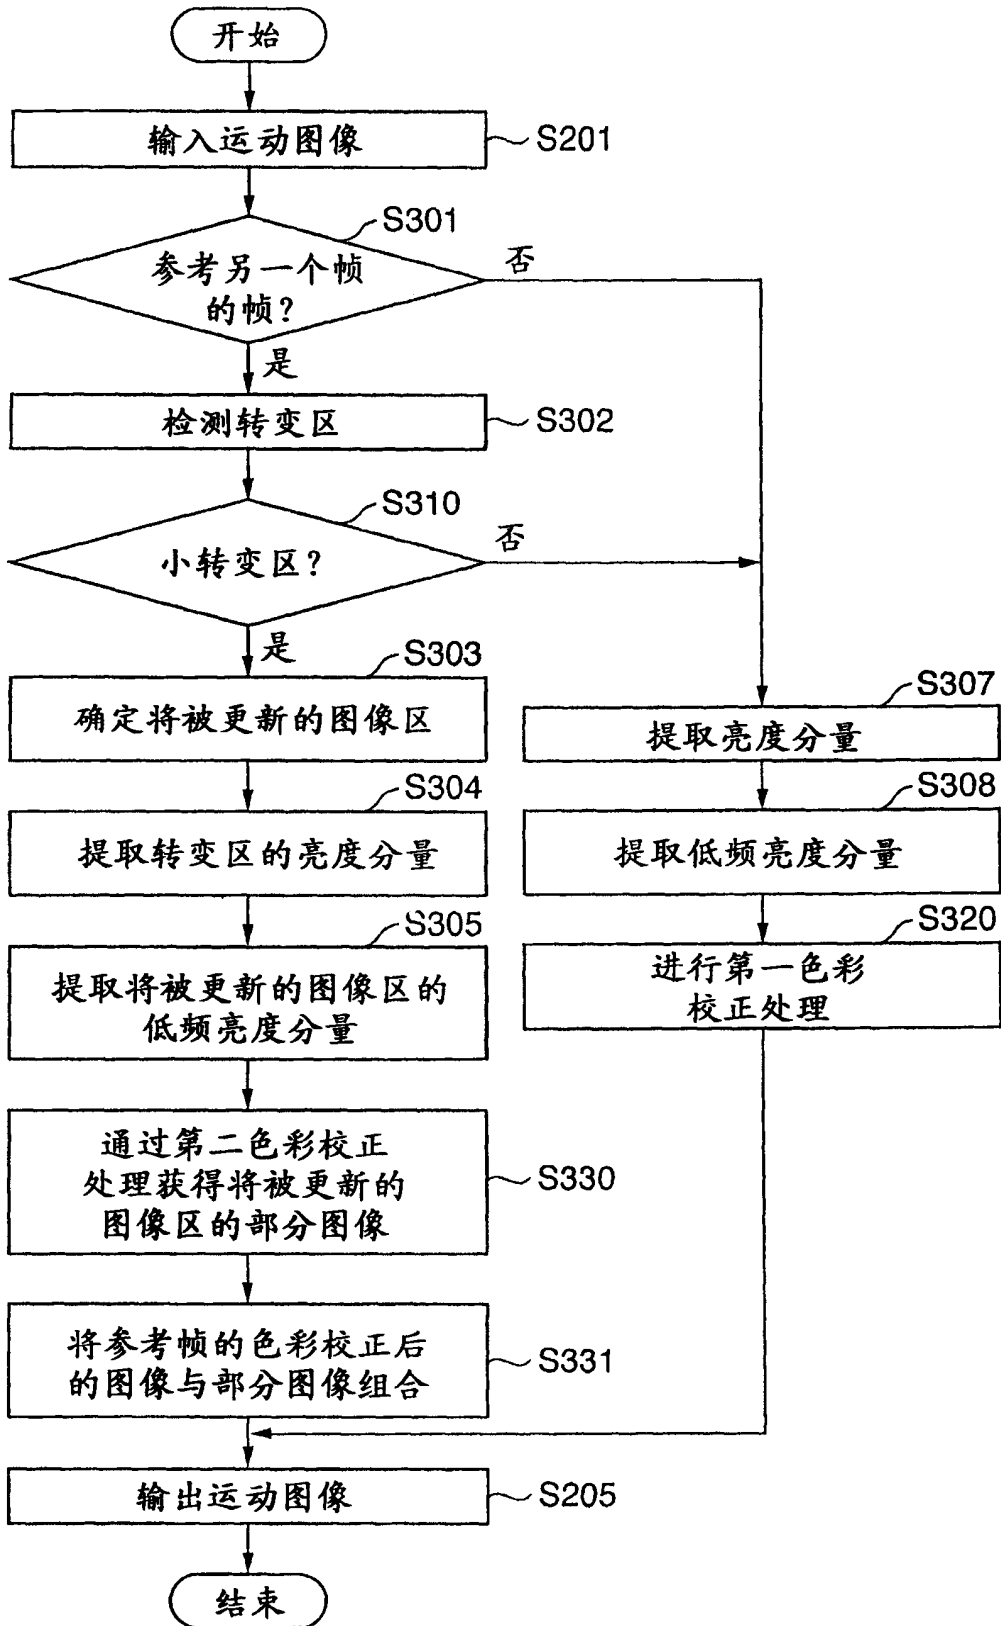 开始
输入运动图像
S201
S301
参考另一个帧
的帧?
否
是
检测转变区
S302
S310
小转变区?
否
是
S303
确定将被更新的图像区
S307
提取亮度分量
S304
提取转变区的亮度分量
S308
提取低频亮度分量
S305
提取将被更新的图像区的
低频亮度分量
S320
进行第一色彩
校正处理
通过第二色彩校正
处理获得将被更新的
图像区的部分图像
S330
将参考帧的色彩校正后
的图像与部分图像组合
S331
输出运动图像
S205
结束